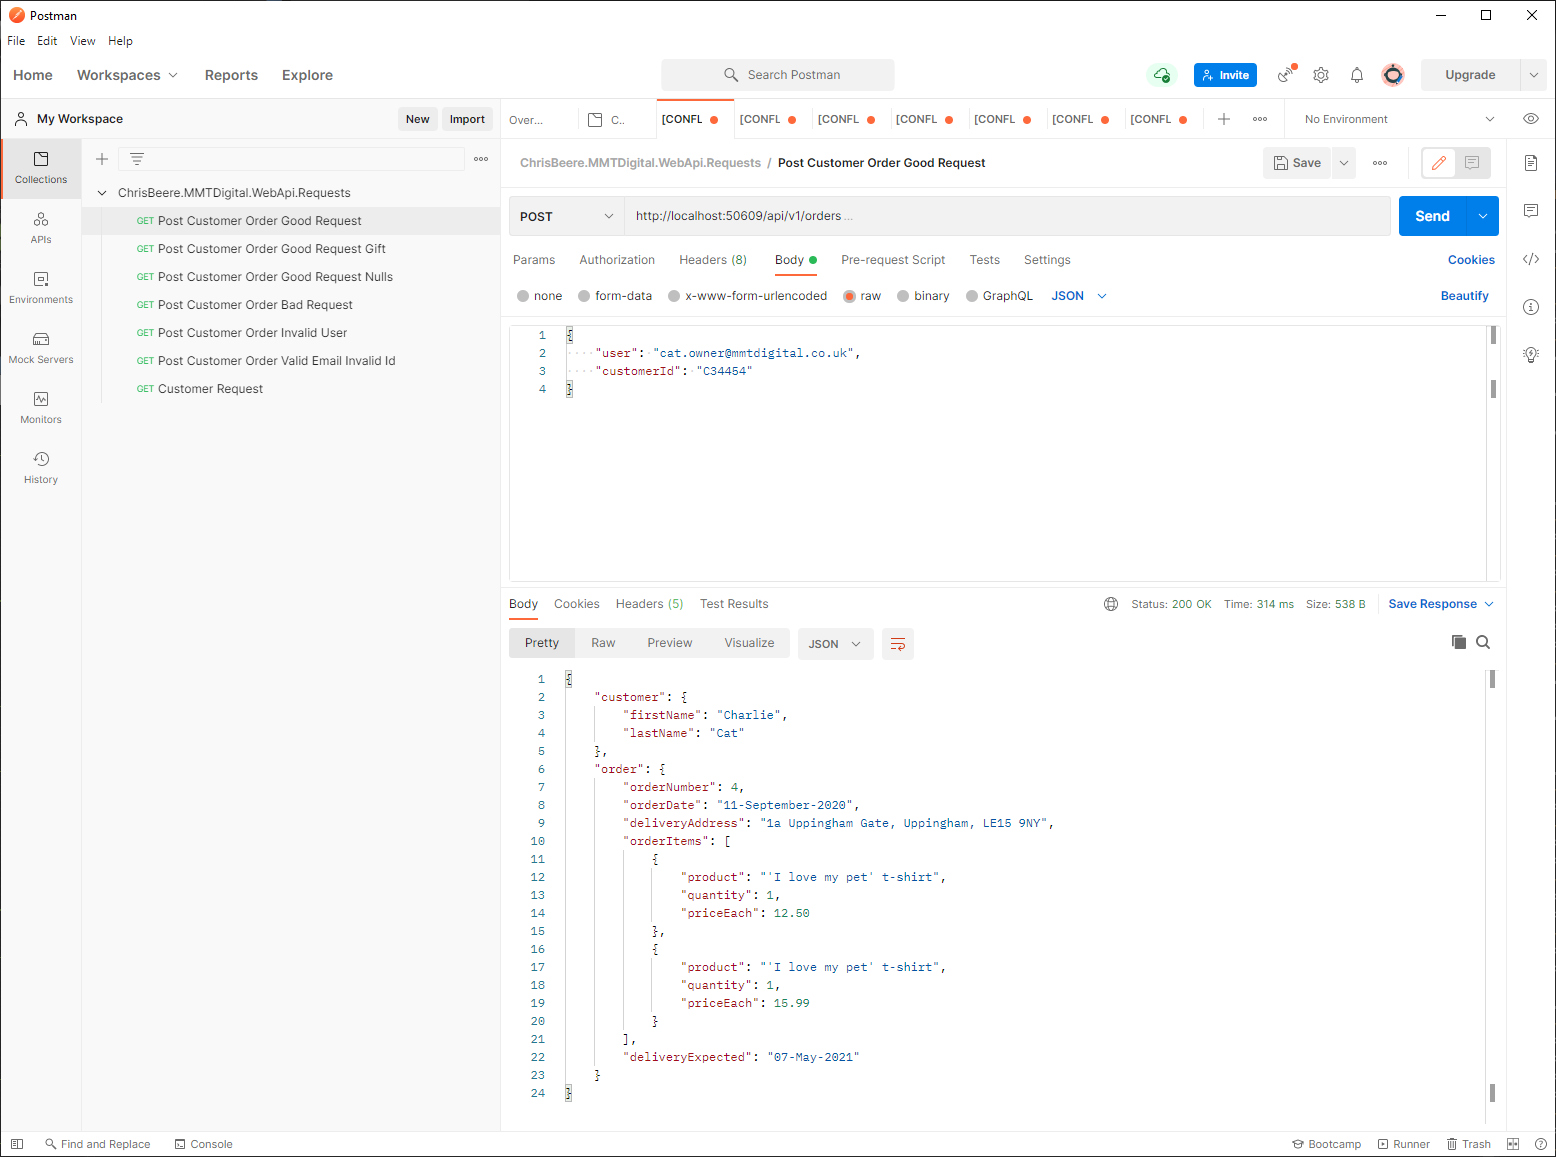 Postman
File Edit View Help
Home Workspaces Reports Explore
Search Postman
Invite
Upgrade
My Workspace
New Import
Over... C.. [CONFL [CONFL [CONFL [CONFL [CONFL [CONFL [CONFL
No Environment
Collections
APIs
Environments
Mock Servers
Monitors
History
ChrisBeere.MMTDigital.WebApi.Requests
GET Post Customer Order Good Request
GET Post Customer Order Good Request Gift
GET Post Customer Order Good Request Nulls
GET Post Customer Order Bad Request
GET Post Customer Order Invalid User
GET Post Customer Order Valid Email Invalid Id
GET Customer Request
ChrisBeere.MMTDigital.WebApi.Requests / Post Customer Order Good Request
Save
POST http://localhost:50609/api/v1/orders ...
Send
Params Authorization Headers (8) Body Pre-request Script Tests Settings Cookies
none form-data x-www-form-urlencoded raw binary GraphQL JSON Beautify
1 {
2 "user": "cat.owner@mmtdigital.co.uk",
3 "customerId": "C34454"
4 }
Body Cookies Headers (5) Test Results
Status: 200 OK Time: 314 ms Size: 538 B Save Response
Pretty Raw Preview Visualize JSON
1 {
2 "customer": {
3 "firstName": "Charlie",
4 "lastName": "Cat"
5 },
6 "order": {
7 "orderNumber": 4,
8 "orderDate": "11-September-2020",
9 "deliveryAddress": "1a Uppingham Gate, Uppingham, LE15 9NY",
10 "orderItems": [
11 {
12 "product": "'I love my pet' t-shirt",
13 "quantity": 1,
14 "priceEach": 12.50
15 },
16 {
17 "product": "'I love my pet' t-shirt",
18 "quantity": 1,
19 "priceEach": 15.99
20 }
21 ],
22 "deliveryExpected": "07-May-2021"
23 }
24 }
Find and Replace Console
Bootcamp Runner Trash